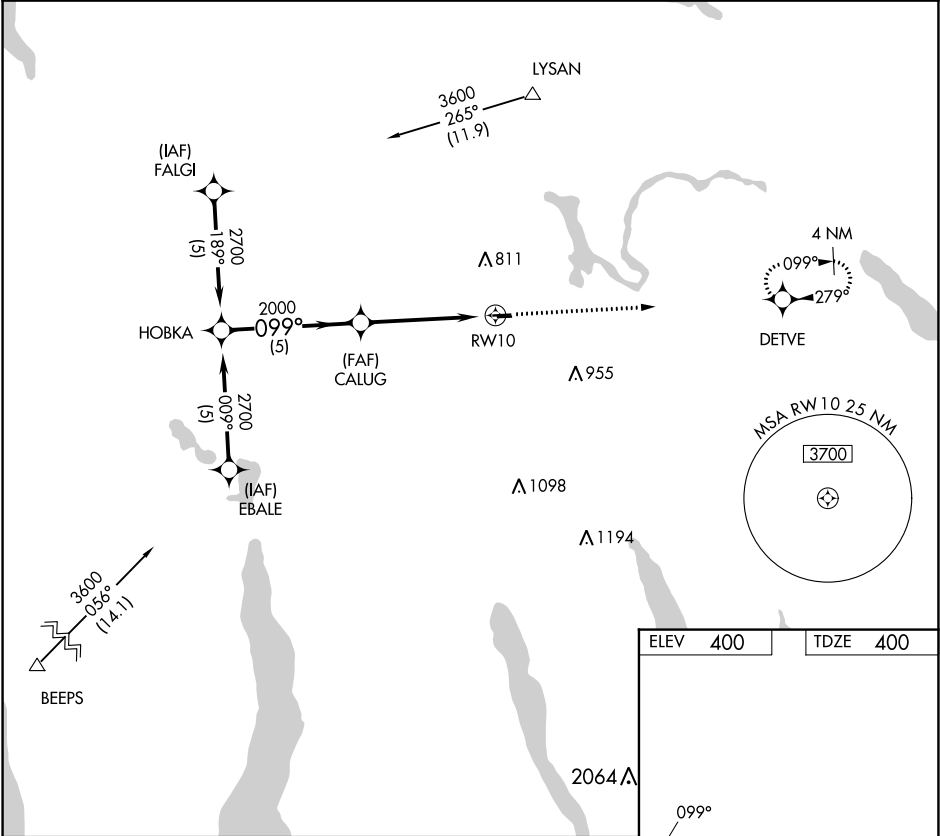 LYSAN
3600
265°
(11.9)
(IAF)
FALGI
2700
189°
(5)
811
4 NM
099°
279°
DETVE
HOBKA
2000
099°
(5)
(FAF)
CALUG
RW10
955
2700
009°
(5)
(IAF)
EBALE
MSA RW10 25 NM
3700
1098
1194
3600
056°
(14.1)
BEEPS
ELEV 400
TDZE 400
2064
099°